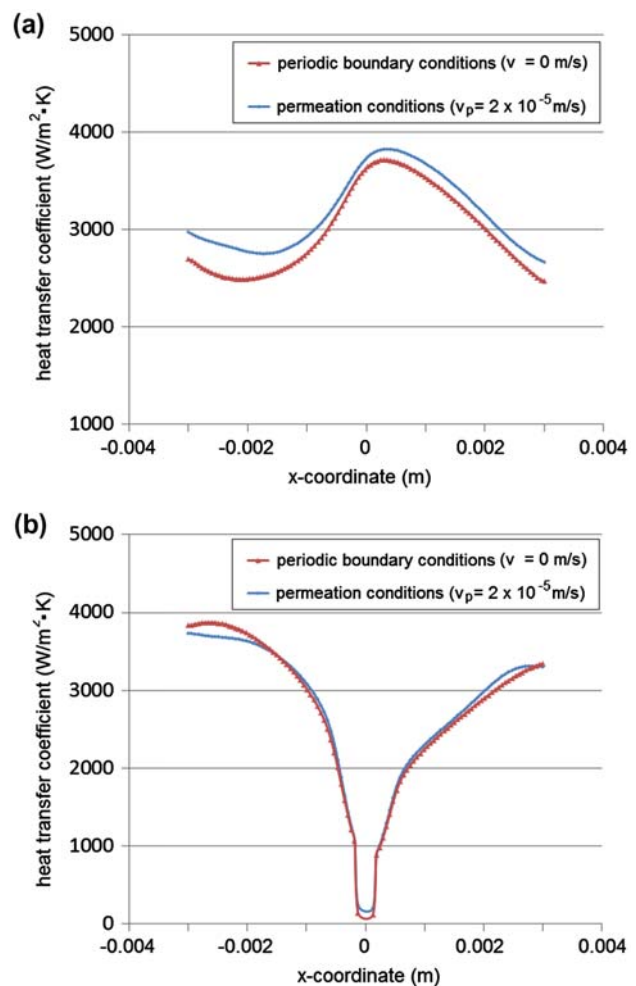 (a)
5000
4000
3000
2000
1000
heat transfer coefficient (W/m²•K)
periodic boundary conditions (v = 0 m/s)
permeation conditions (vₚ= 2 x 10⁻⁵m/s)
-0.004
-0.002
0
0.002
0.004
x-coordinate (m)
(b)
5000
4000
3000
2000
1000
0
heat transfer coefficient (W/m²•K)
periodic boundary conditions (v = 0 m/s)
permeation conditions (vₚ= 2 x 10⁻⁵m/s)
-0.004
-0.002
0
0.002
0.004
x-coordinate (m)